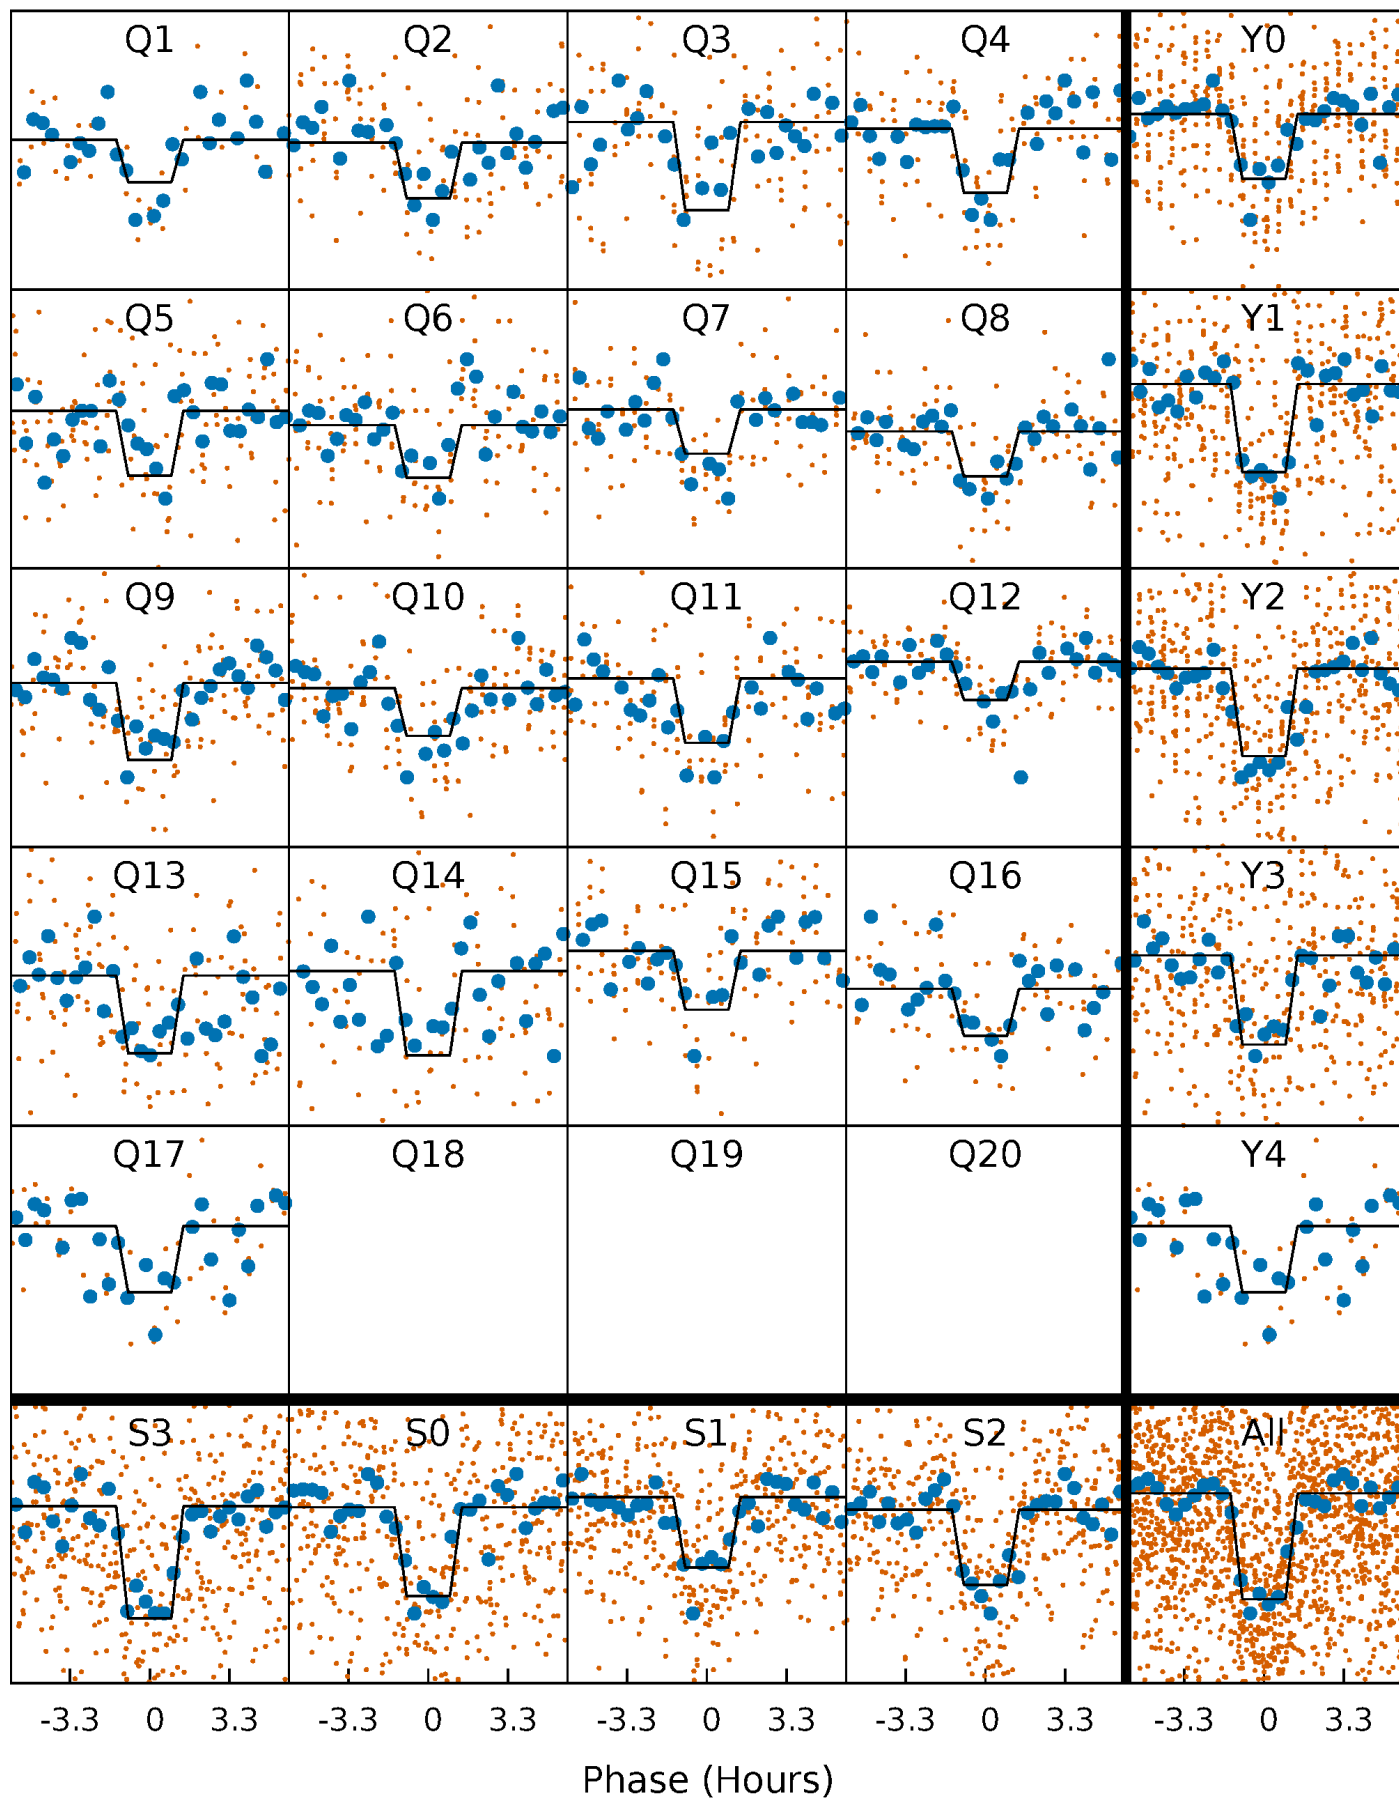 Q1 Q2 Q3 Q4 Y0
Q5 Q6 Q7 Q8 Y1
Q9 Q10 Q11 Q12 Y2
Q13 Q14 Q15 Q16 Y3
Q17 Q18 Q19 Q20 Y4
S3 S0 S1 S2 All
-3.3 0 3.3 -3.3 0 3.3 -3.3 0 3.3 -3.3 0 3.3 -3.3 0 3.3
Phase (Hours)